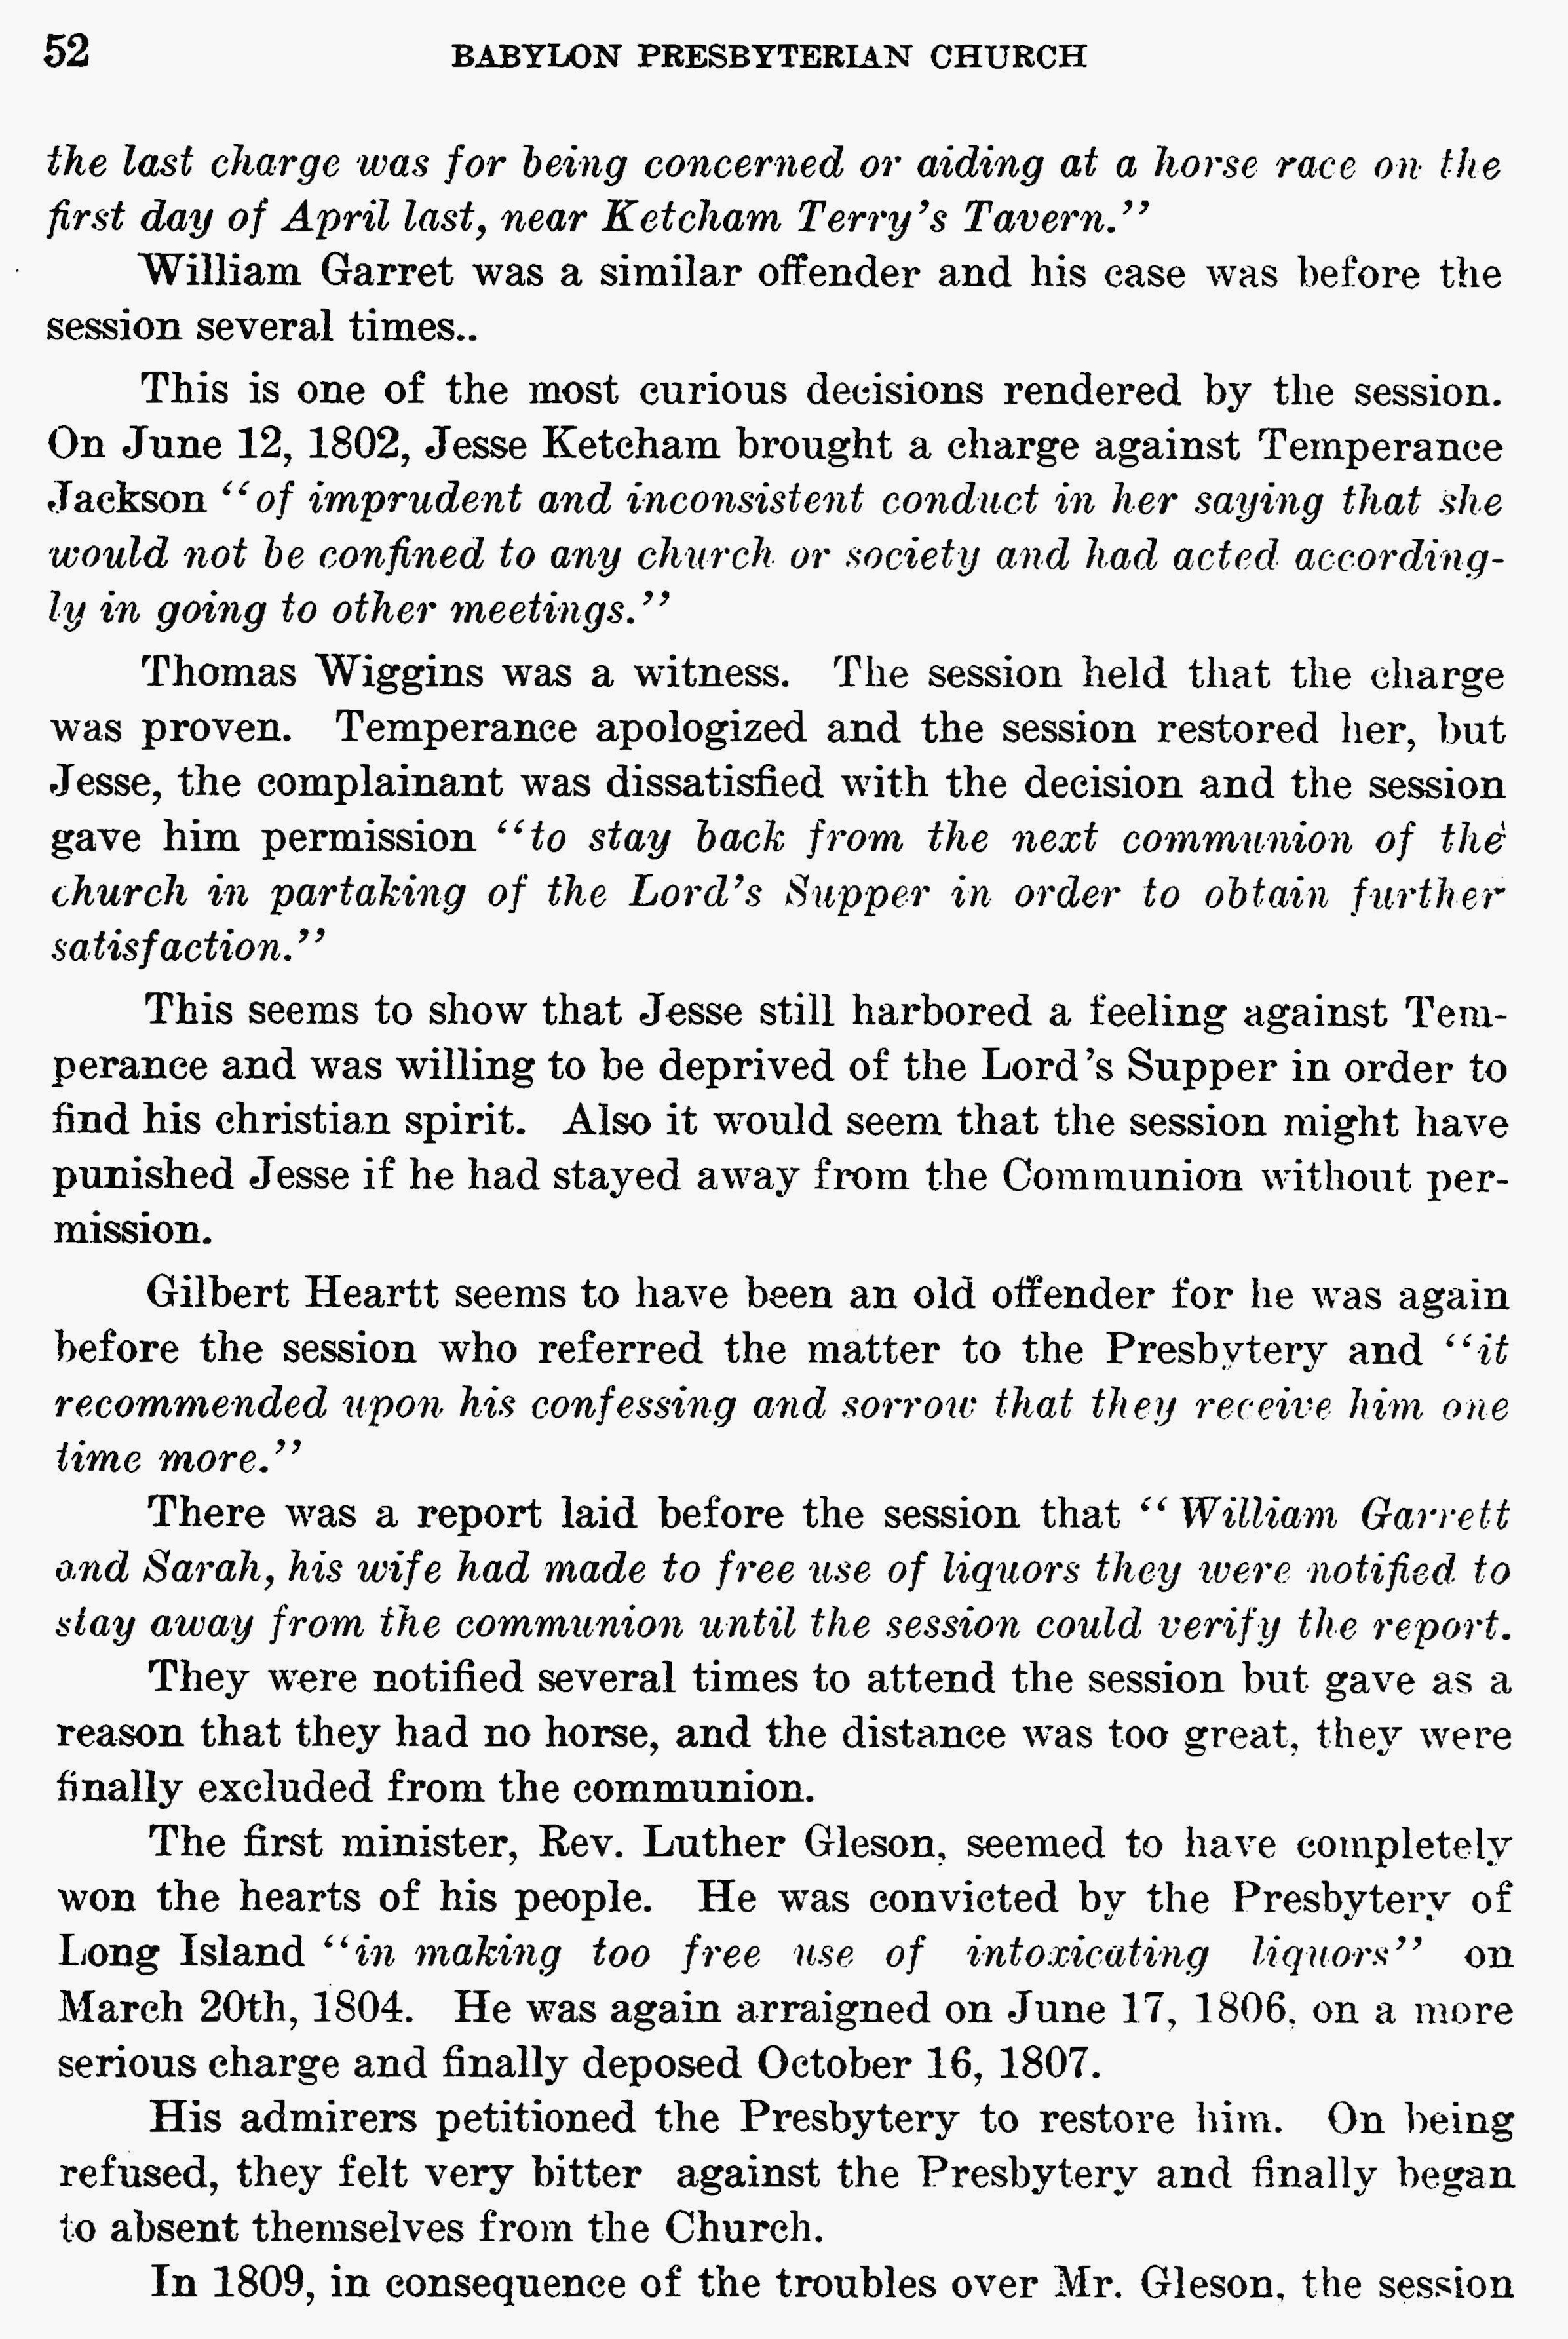 52 BABYLON PRESBYTERIAN CHURCH
the last charge was for being concerned or aiding at a horse race on the
first day of April last, near Ketcham Terry's Tavern."
William Garret was a similar offender and his case was before the
session several times..
This is one of the most curious decisions rendered by the session.
On June 12, 1802, Jesse Ketcham brought a charge against Temperance
Jackson "of imprudent and inconsistent conduct in her saying that she
would not be confined to any church or society and had acted according-
ly in going to other meetings."
Thomas Wiggins was a witness. The session held that the charge
was proven. Temperance apologized and the session restored her, but
Jesse, the complainant was dissatisfied with the decision and the session
gave him permission "to stay back from the next communion of the
church in partaking of the Lord's Supper in order to obtain further
satisfaction."
This seems to show that Jesse still harbored a feeling against Tem-
perance and was willing to be deprived of the Lord's Supper in order to
find his christian spirit. Also it would seem that the session might have
punished Jesse if he had stayed away from the Communion without per-
mission.
Gilbert Heartt seems to have been an old offender for he was again
before the session who referred the matter to the Presbytery and "it
recommended upon his confessing and sorrow that they receive him one
time more."
There was a report laid before the session that "William Garrett
and Sarah, his wife had made to free use of liquors they were notified to
stay away from the communion until the session could verify the report.
They were notified several times to attend the session but gave as a
reason that they had no horse, and the distance was too great, they were
finally excluded from the communion.
The first minister, Rev. Luther Gleson, seemed to have completely
won the hearts of his people. He was convicted by the Presbytery of
Long Island "in making too free use of intoxicating liquors" on
March 20th, 1804. He was again arraigned on June 17, 1806, on a more
serious charge and finally deposed October 16, 1807.
His admirers petitioned the Presbytery to restore him. On being
refused, they felt very bitter against the Presbytery and finally began
to absent themselves from the Church.
In 1809, in consequence of the troubles over Mr. Gleson, the session